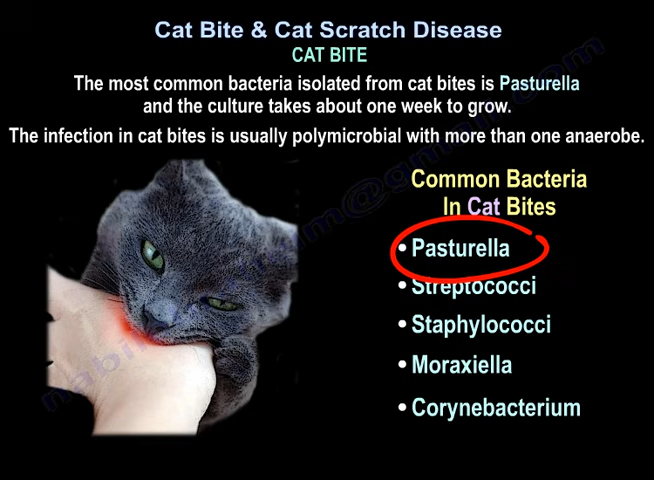 Cat Bite & Cat Scratch Disease
CAT BITE
The most common bacteria isolated from cat bites is Pasturella
and the culture takes about one week to grow.
The infection in cat bites is usually polymicrobial with more than one anaerobe.
Common Bacteria
In Cat Bites
• Pasturella
• Streptococci
• Staphylococci
• Moraxiella
• Corynebacterium